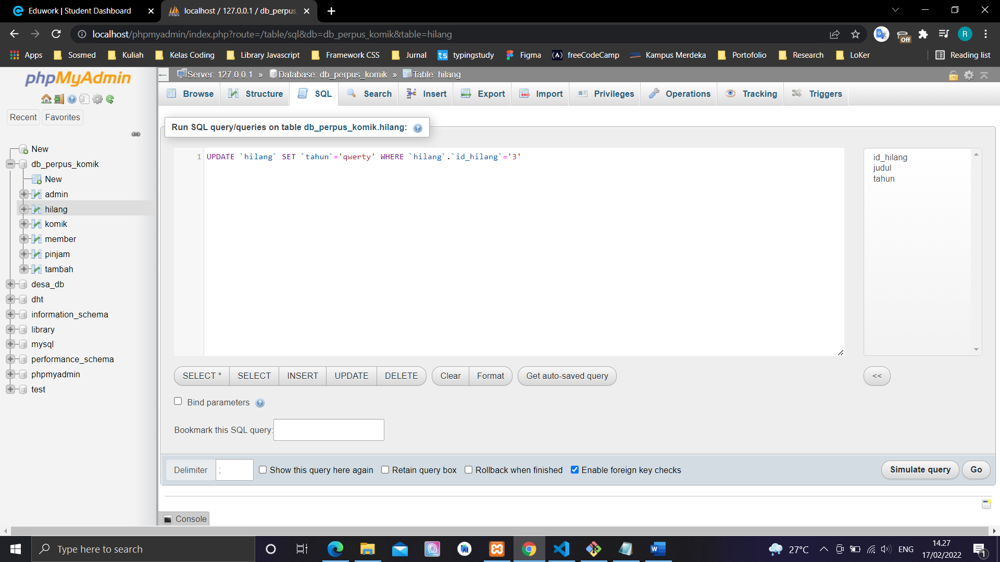 Eduwork | Student Dashboard
localhost / 127.0.0.1 / db_perpus_
localhost/phpmyadmin/index.php?route=/table/sql&db=db_perpus_komik&table=hilang
Off
R
Apps Sosmed Kuliah Kelas Coding Library Javascript Framework CSS Jurnal ts typingstudy Figma freeCodeCamp Kampus Merdeka Portofolio Research LoKer Reading list
phpMyAdmin
Server: 127.0.0.1 » Database: db_perpus_komik » Table: hilang
Browse Structure SQL Search Insert Export Import Privileges Operations Tracking Triggers
Recent Favorites
New
db_perpus_komik
New
admin
hilang
komik
member
pinjam
tambah
desa_db
dht
information_schema
library
mysql
performance_schema
phpmyadmin
test
Run SQL query/queries on table db_perpus_komik.hilang:
1 UPDATE `hilang` SET `tahun`='qwerty' WHERE `hilang`.`id_hilang`='3'
id_hilang
judul
tahun
SELECT * SELECT INSERT UPDATE DELETE Clear Format Get auto-saved query <<
Bind parameters
Bookmark this SQL query:
Delimiter ; Show this query here again Retain query box Rollback when finished Enable foreign key checks Simulate query Go
Console
Type here to search
27°C ENG
14.27
17/02/2022
1